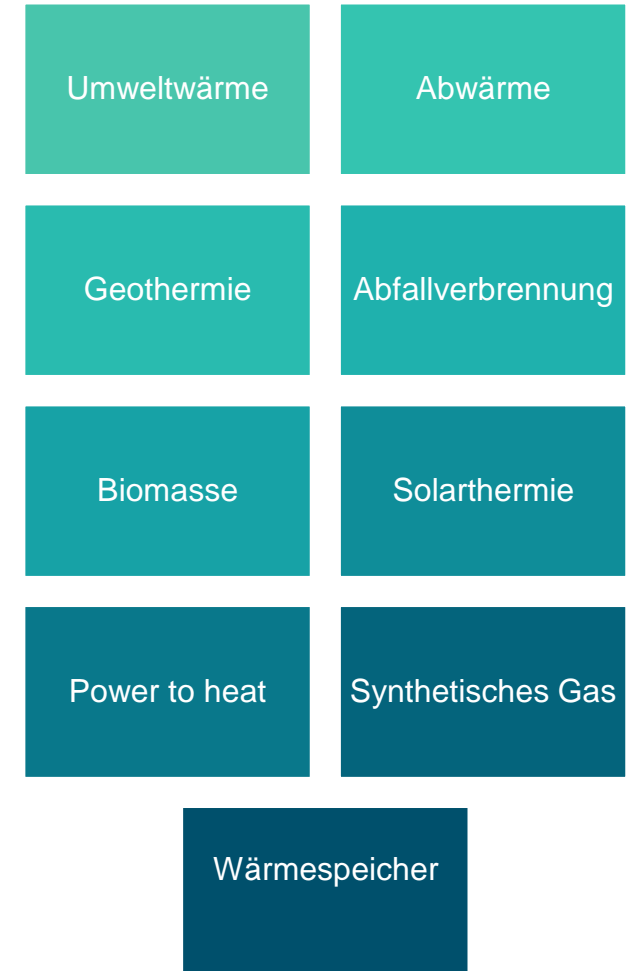 Umweltwärme
Abwärme
Geothermie
Abfallverbrennung
Biomasse
Solarthermie
Power to heat
Synthetisches Gas
Wärmespeicher